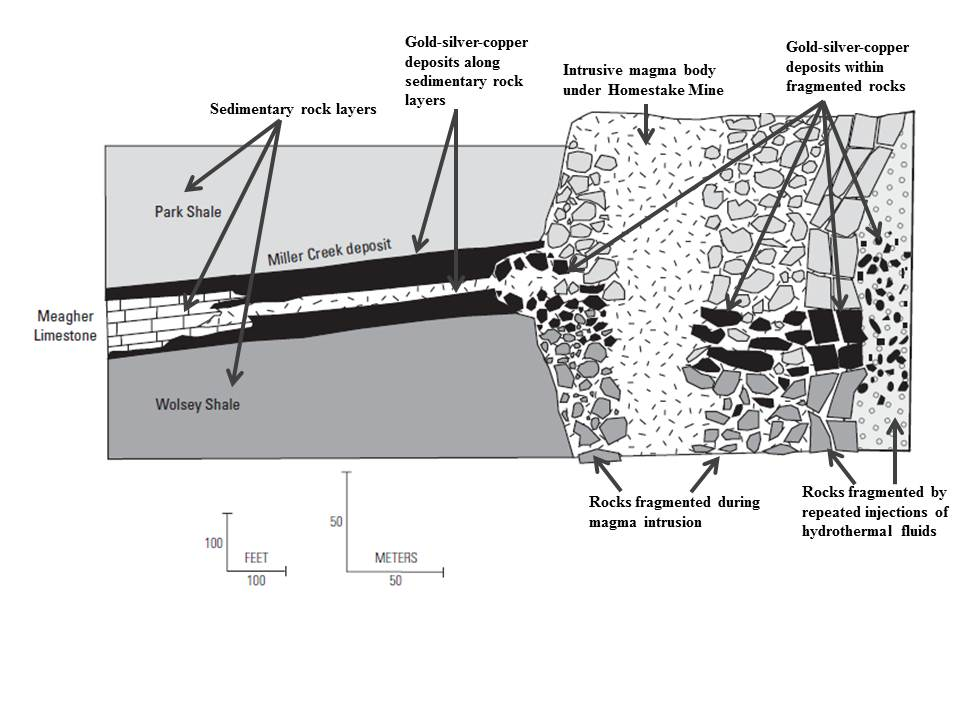 Gold-silver-copper
deposits along
sedimentary rock
layers
Intrusive magma body
under Homestake Mine
Gold-silver-copper
deposits within
fragmented rocks
Sedimentary rock layers
Park Shale
Miller Creek deposit
Meagher
Limestone
Wolsey Shale
Rocks fragmented during
magma intrusion
Rocks fragmented by
repeated injections of
hydrothermal fluids
100
FEET
100
50
METERS
50